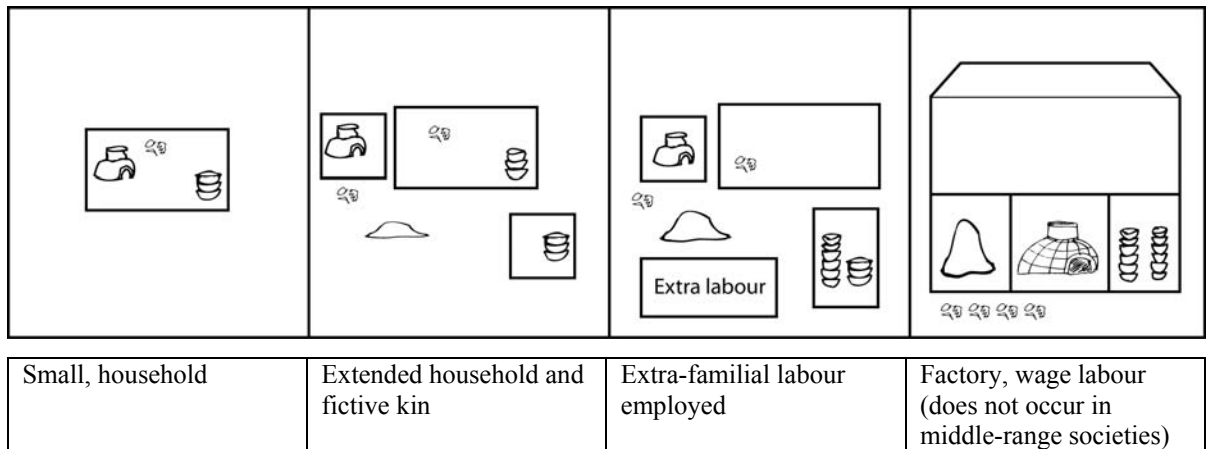 Extra labour
Small, household
Extended household and
fictive kin
Extra-familial labour
employed
Factory, wage labour
(does not occur in
middle-range societies)